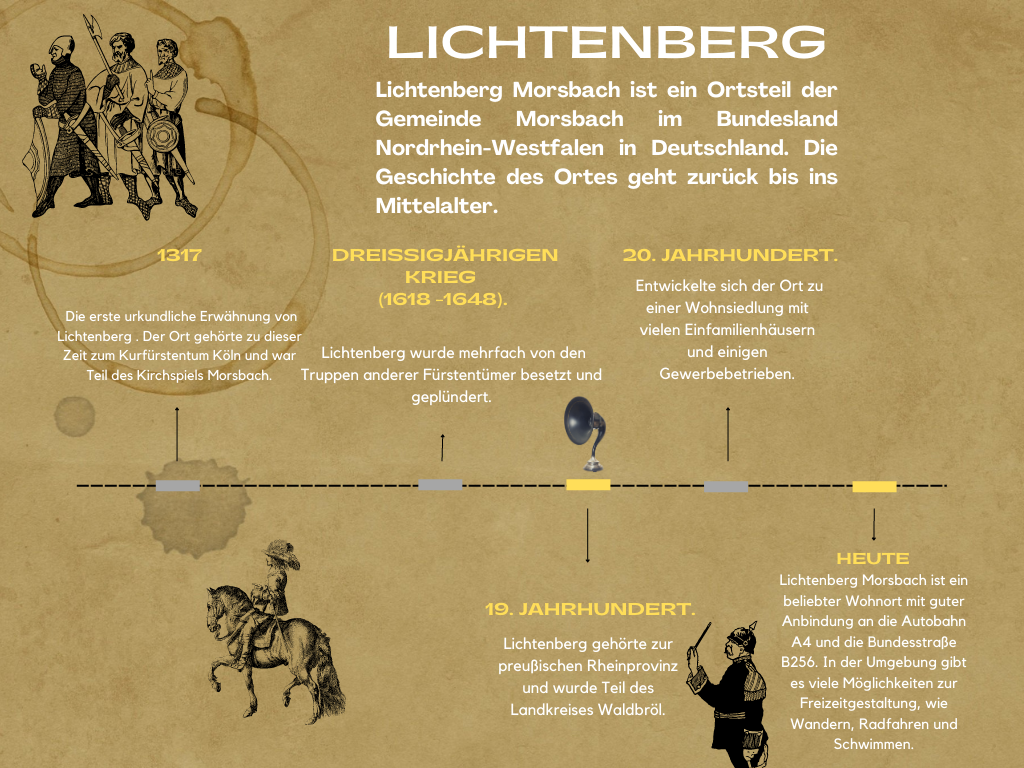 LICHTENBERG
Lichtenberg Morsbach ist ein Ortsteil der
Gemeinde Morsbach im Bundesland
Nordrhein-Westfalen in Deutschland. Die
Geschichte des Ortes geht zurück bis ins
Mittelalter.
1317
Die erste urkundliche Erwähnung von
Lichtenberg . Der Ort gehörte zu dieser
Zeit zum Kurfürstentum Köln und war
Teil des Kirchspiels Morsbach.
DREISSIGJÄHRIGEN
KRIEG
(1618 -1648).
Lichtenberg wurde mehrfach von den
Truppen anderer Fürstentümer besetzt und
geplündert.
20. JAHRHUNDERT.
Entwickelte sich der Ort zu
einer Wohnsiedlung mit
vielen Einfamilienhäusern
und einigen
Gewerbebetrieben.
19. JAHRHUNDERT.
Lichtenberg gehörte zur
preußischen Rheinprovinz
und wurde Teil des
Landkreises Waldbröl.
HEUTE
Lichtenberg Morsbach ist ein
beliebter Wohnort mit guter
Anbindung an die Autobahn
A4 und die Bundesstraße
B256. In der Umgebung gibt
es viele Möglichkeiten zur
Freizeitgestaltung, wie
Wandern, Radfahren und
Schwimmen.